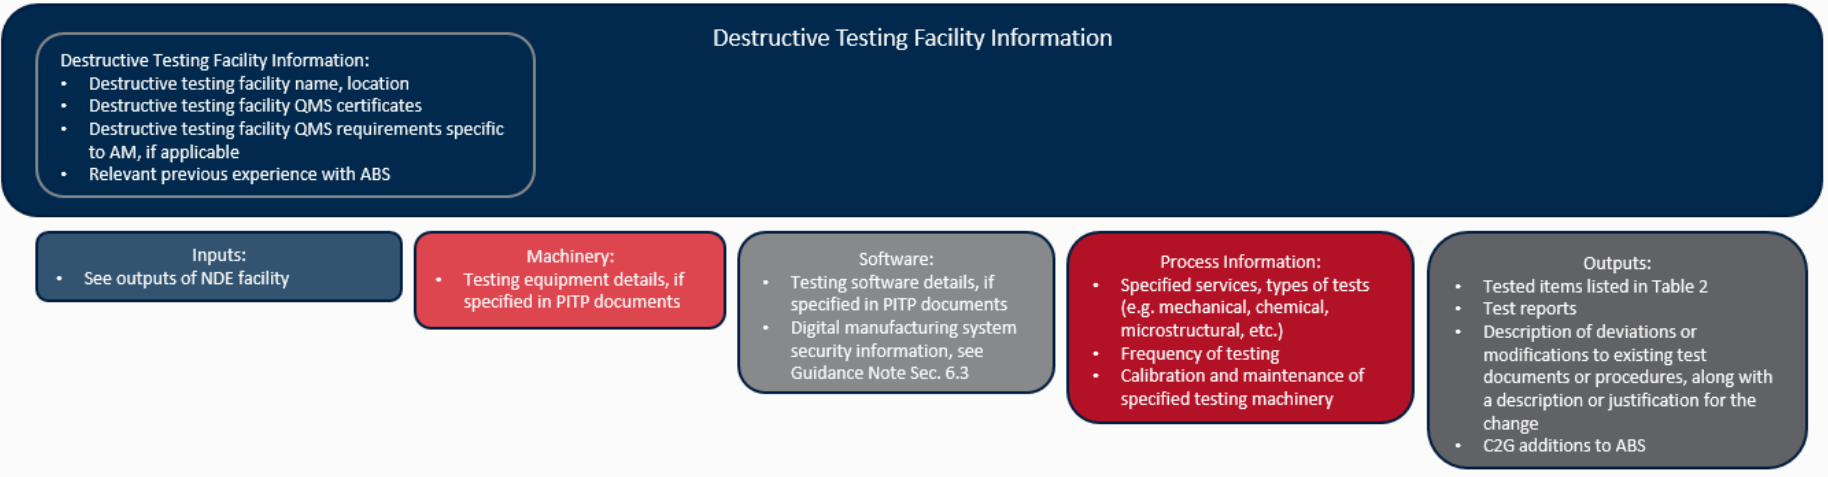 Destructive Testing Facility Information
Destructive Testing Facility Information:
• Destructive testing facility name, location
• Destructive testing facility QMS certificates
• Destructive testing facility QMS requirements specific
to AM, if applicable
• Relevant previous experience with ABS
Inputs:
• See outputs of NDE facility
Machinery:
• Testing equipment details, if
specified in PITP documents
Software:
• Testing software details, if
specified in PITP documents
• Digital manufacturing system
security information, see
Guidance Note Sec. 6.3
Process Information:
• Specified services, types of tests
(e.g. mechanical, chemical,
microstructural, etc.)
• Frequency of testing
• Calibration and maintenance of
specified testing machinery
Outputs:
• Tested items listed in Table 2
• Test reports
• Description of deviations or
modifications to existing test
documents or procedures, along with
a description or justification for the
change
• C2G additions to ABS